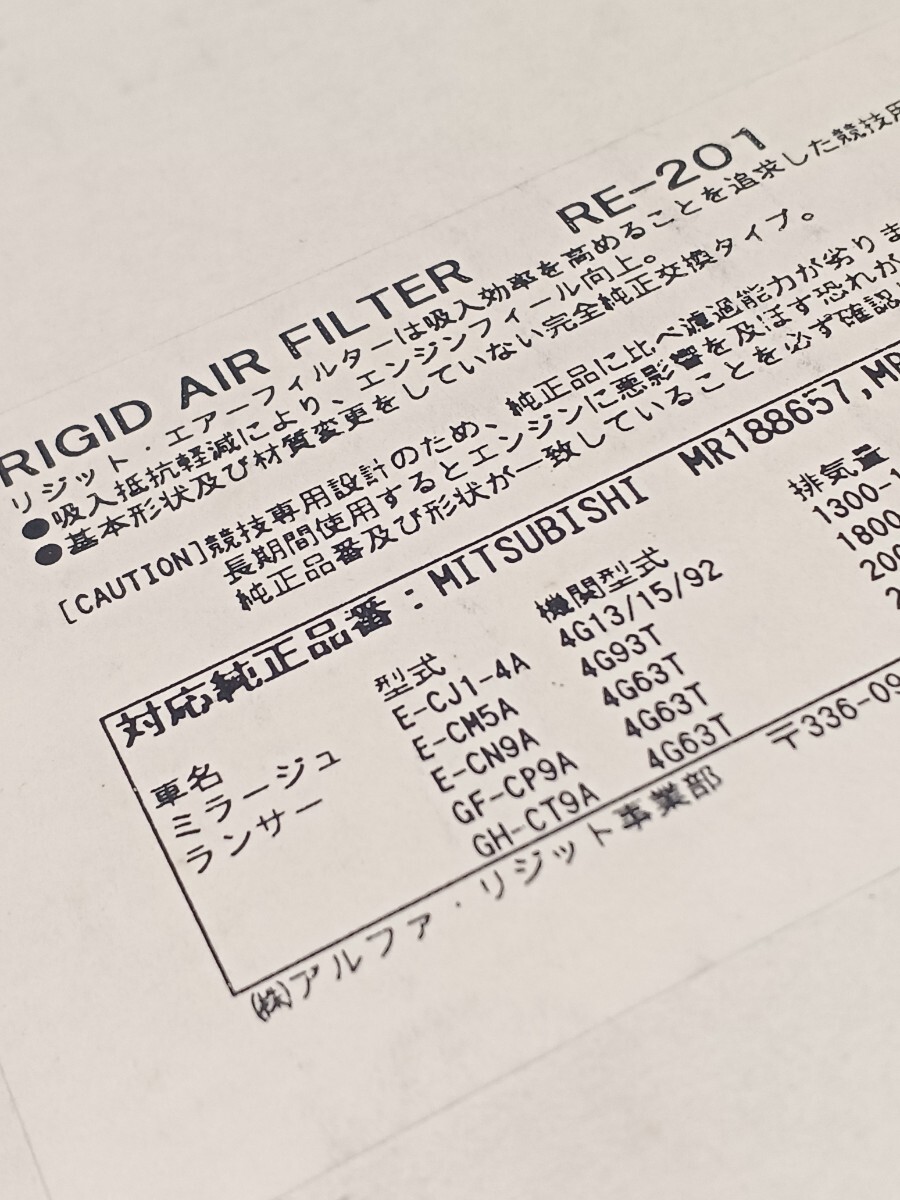 RIGID AIR FILTER RE-201
リジット・エアーフィルターは吸入効率を高めることを追求した競技用
●吸入抵抗軽減により、エンジンフィール向上。
●基本形状及び材質変更をしていない完全純正交換タイプ。
[CAUTION]競技専用設計のため、純正品に比べ濾過能力が劣りま
長期間使用するとエンジンに悪影響を及ぼす恐れが
純正品番及び形状が一致していることを必ず確認
対応純正品番：MITSUBISHI MR188657,MR
車名 型式 機関型式 排気量
ミラージュ E-CJ1-4A 4G13/15/92 1300-1
ランサー E-CM5A 4G93T 1800
E-CN9A 4G63T 200
GF-CP9A 4G63T 2
GH-CT9A 4G63T
㈱アルファ・リジット事業部 〒336-09